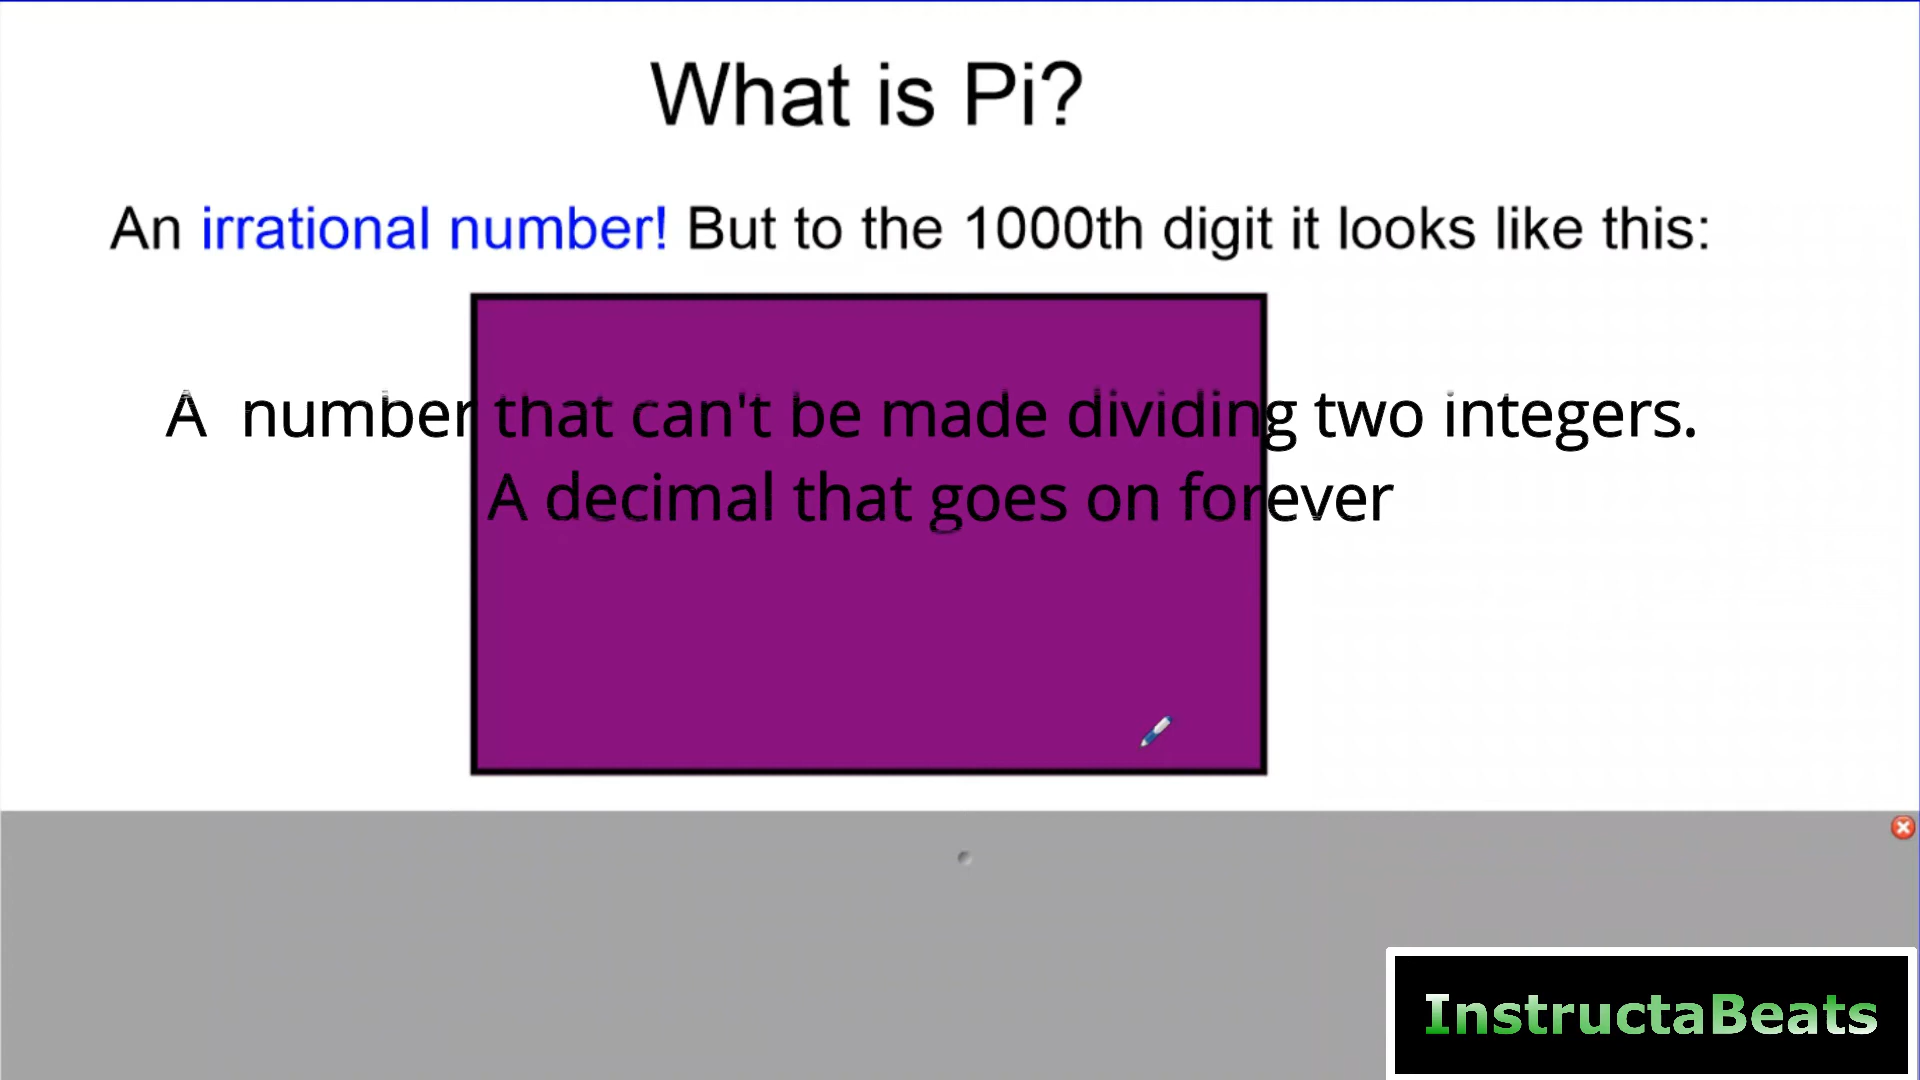 What is Pi?
An irrational number! But to the 1000th digit it looks like this:
A number that can't be made dividing two integers.
A decimal that goes on forever
InstructaBeats